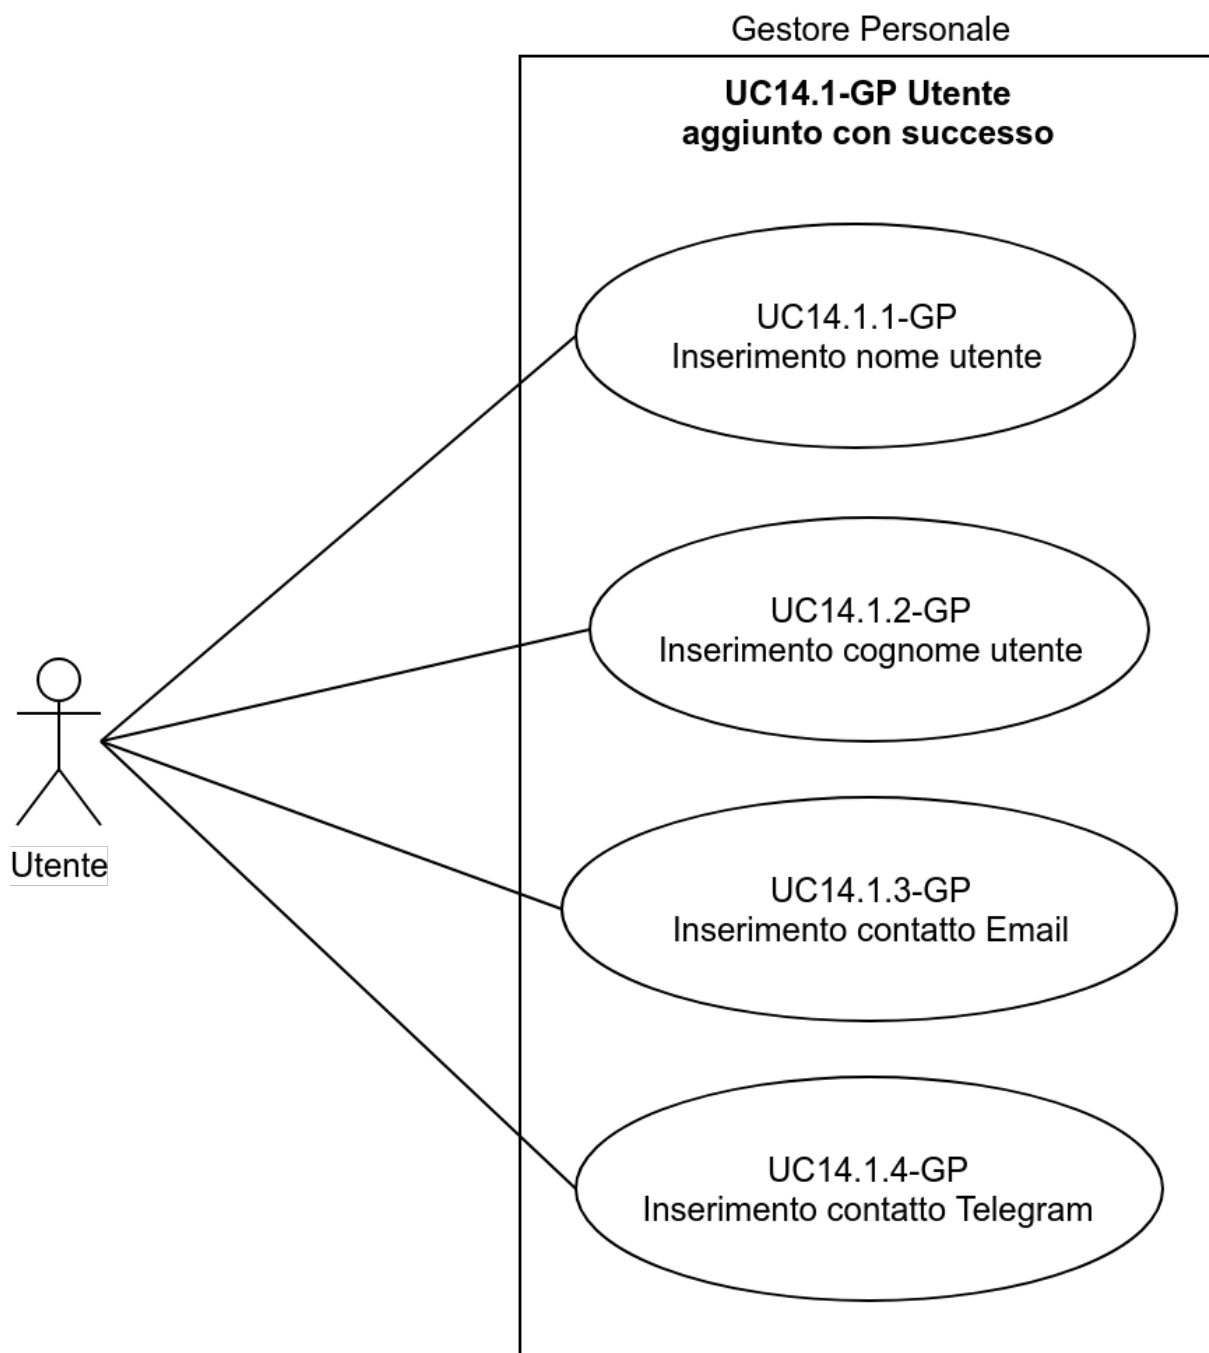 Gestore Personale
UC14.1-GP Utente
aggiunto con successo
UC14.1.1-GP
Inserimento nome utente
UC14.1.2-GP
Inserimento cognome utente
Utente
UC14.1.3-GP
Inserimento contatto Email
UC14.1.4-GP
Inserimento contatto Telegram